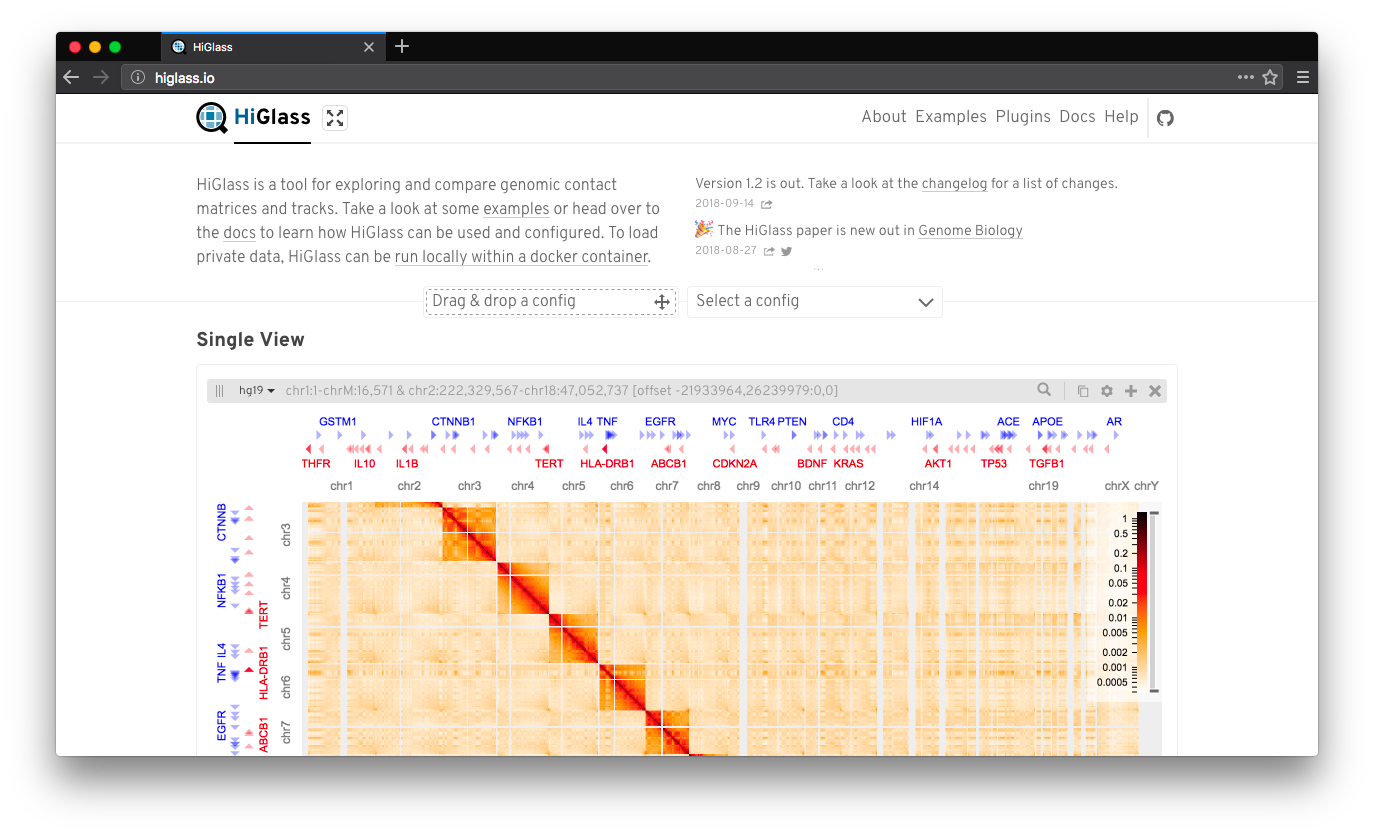 HiGlass
higlass.io
HiGlass
About Examples Plugins Docs Help
HiGlass is a tool for exploring and compare genomic contact
matrices and tracks. Take a look at some examples or head over to
the docs to learn how HiGlass can be used and configured. To load
private data, HiGlass can be run locally within a docker container.
Version 1.2 is out. Take a look at the changelog for a list of changes.
2018-09-14
The HiGlass paper is new out in Genome Biology
2018-08-27
...
Drag & drop a config
Select a config
Single View
hg19 chr1:1-chrM:16,571 & chr2:222,329,567-chr18:47,052,737 [offset -21933964,26239979:0,0]
GSTM1 CTNNB1 NFKB1 IL4 TNF EGFR MYC TLR4 PTEN CD4 HIF1A ACE APOE AR
THFR IL10 IL1B TERT HLA-DRB1 ABCB1 CDKN2A BDNF KRAS AKT1 TP53 TGFB1
chr1 chr2 chr3 chr4 chr5 chr6 chr7 chr8 chr9 chr10 chr11 chr12 chr14 chr19 chrX chrY
CTNNB
NFKB1
TERT
TNF IL4
HLA-DRB1
EGFR
ABCB1
chr3
chr4
chr5
chr6
chr7
1
0.5
0.2
0.1
0.05
0.02
0.01
0.005
0.002
0.001
0.0005